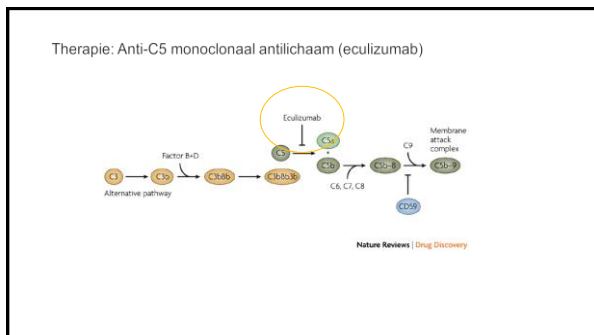 Therapie: Anti-C5 monoclonaal antilichaam (eculizumab)
Eculizumab
C5
C5a
+
C5b
C6, C7, C8
C5b–8
C9
Membrane
attack
complex
C5b–9
CD59
Factor B+D
C3
C3b
C3bBb
C3bBb3b
Alternative pathway
Nature Reviews | Drug Discovery